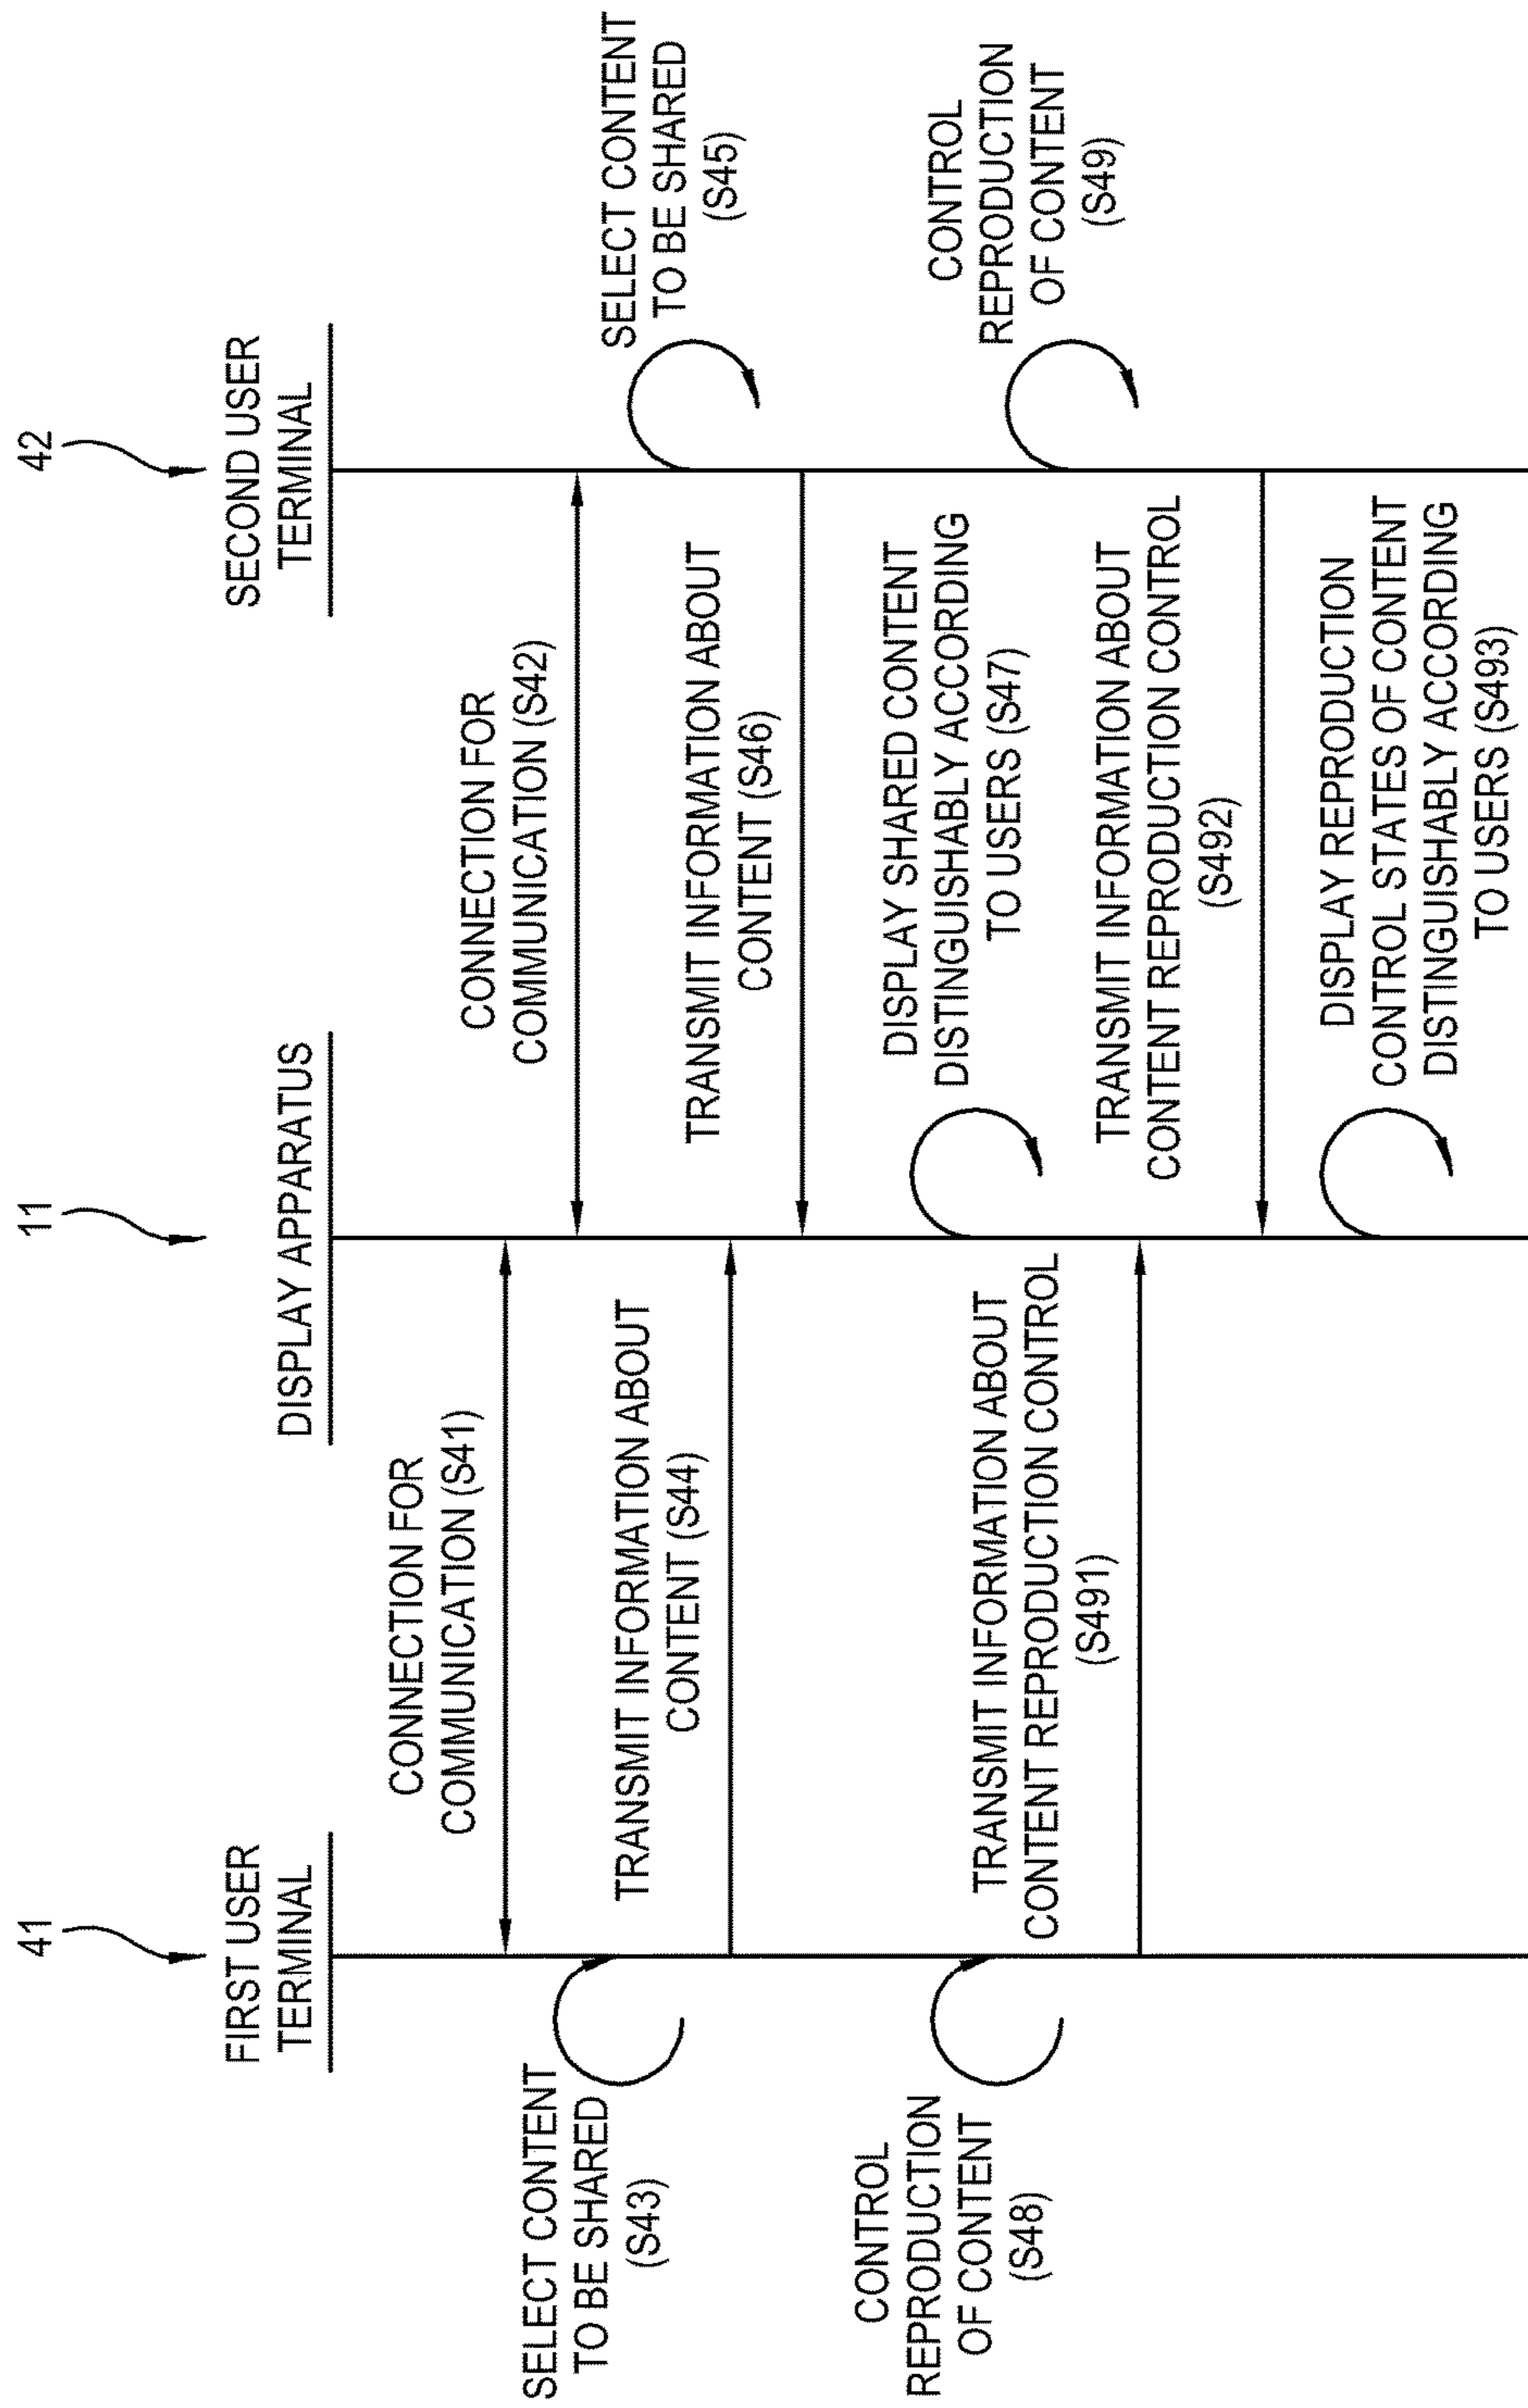 41
FIRST USER
TERMINAL
11
DISPLAY APPARATUS
42
SECOND USER
TERMINAL
CONNECTION FOR
COMMUNICATION (S41)
CONNECTION FOR
COMMUNICATION (S42)
SELECT CONTENT
TO BE SHARED
(S43)
TRANSMIT INFORMATION ABOUT
CONTENT (S44)
SELECT CONTENT
TO BE SHARED
(S45)
TRANSMIT INFORMATION ABOUT
CONTENT (S46)
DISPLAY SHARED CONTENT
DISTINGUISHABLY ACCORDING
TO USERS (S47)
CONTROL
REPRODUCTION
OF CONTENT
(S48)
CONTROL
REPRODUCTION
OF CONTENT
(S49)
TRANSMIT INFORMATION ABOUT
CONTENT REPRODUCTION CONTROL
(S491)
TRANSMIT INFORMATION ABOUT
CONTENT REPRODUCTION CONTROL
(S492)
DISPLAY REPRODUCTION
CONTROL STATES OF CONTENT
DISTINGUISHABLY ACCORDING
TO USERS (S493)